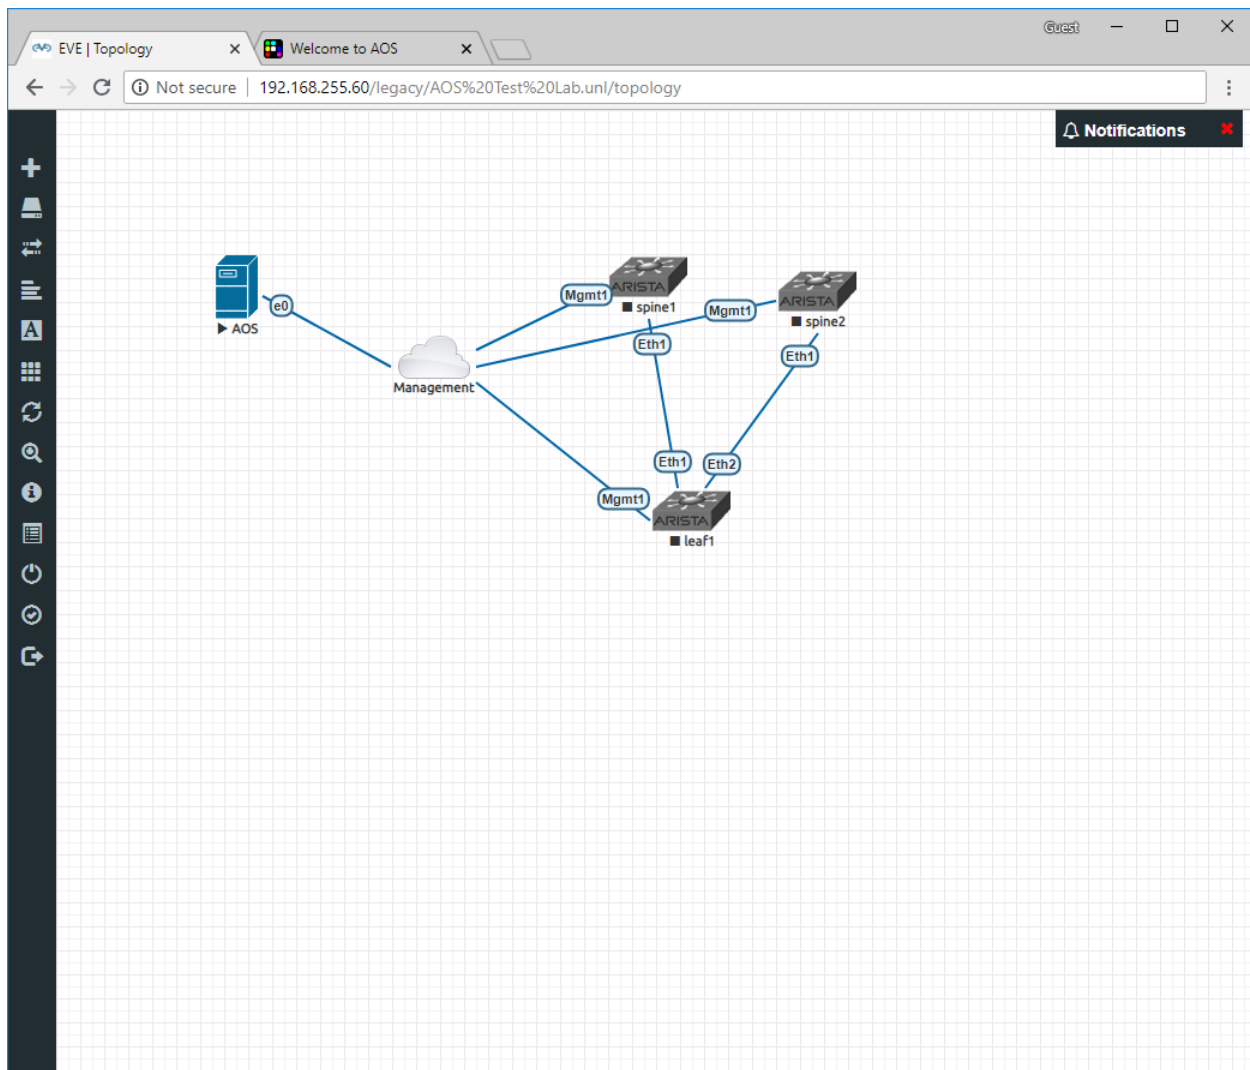 Guest
EVE | Topology
Welcome to AOS
Not secure | 192.168.255.60/legacy/AOS%20Test%20Lab.unl/topology
Notifications
ARISTA
spine1
ARISTA
spine2
Mgmt1
Mgmt1
e0
AOS
Eth1
Eth1
Management
Eth1
Eth2
Mgmt1
ARISTA
leaf1